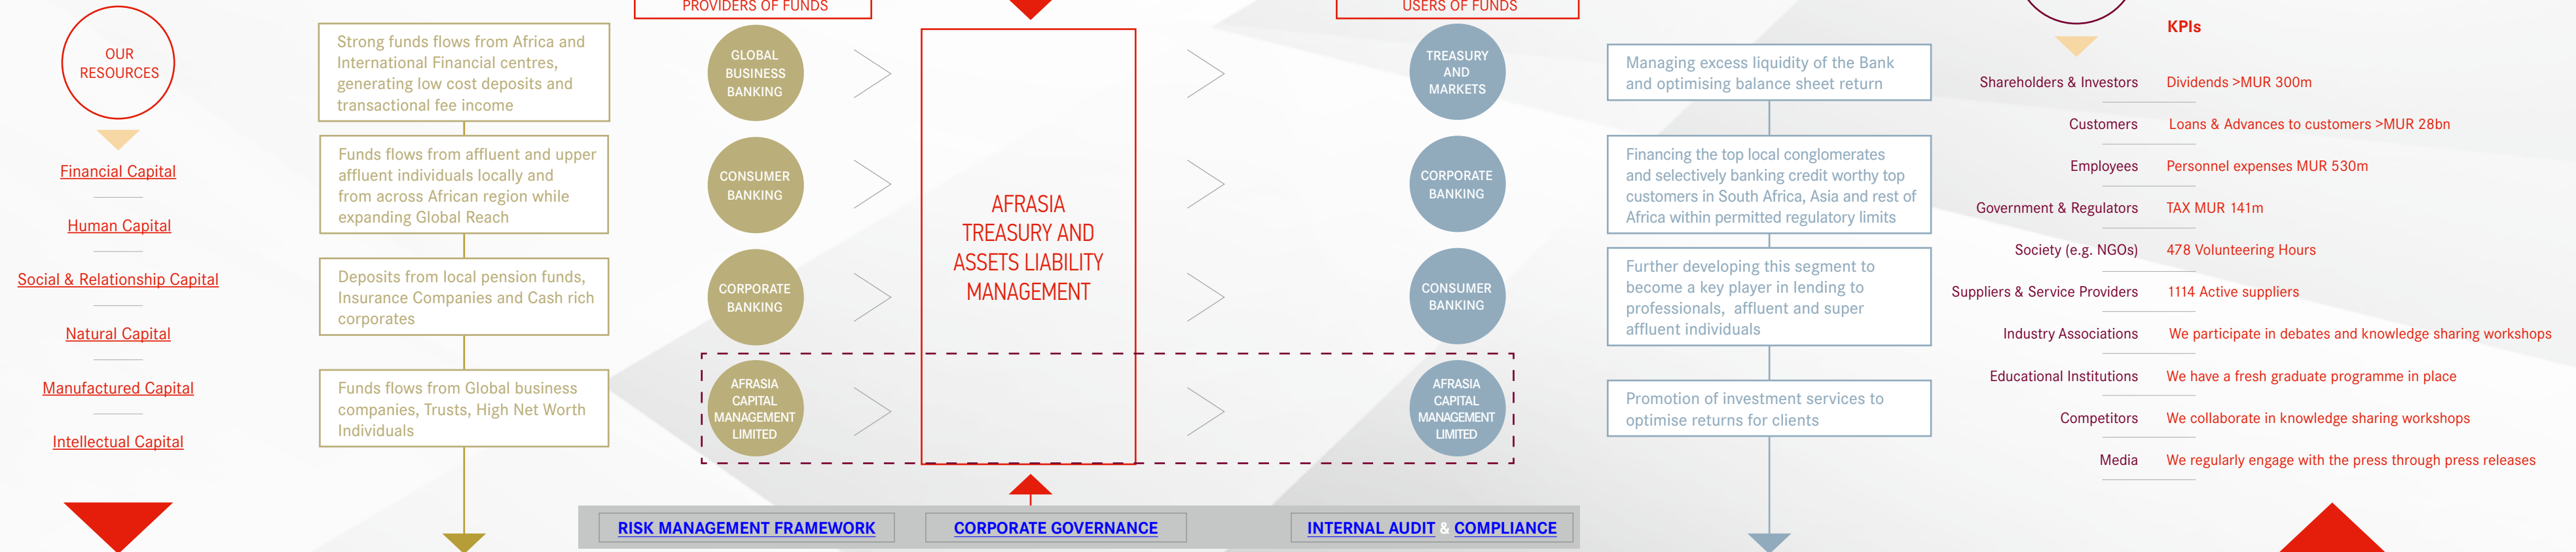 OUR
RESOURCES
Financial Capital
Human Capital
Social & Relationship Capital
Natural Capital
Manufactured Capital
Intellectual Capital
Strong funds flows from Africa and
International Financial centres,
generating low cost deposits and
transactional fee income
Funds flows from affluent and upper
affluent individuals locally and
from across African region while
expanding Global Reach
Deposits from local pension funds,
Insurance Companies and Cash rich
corporates
Funds flows from Global business
companies, Trusts, High Net Worth
Individuals
PROVIDERS OF FUNDS
GLOBAL
BUSINESS
BANKING
CONSUMER
BANKING
CORPORATE
BANKING
AFRASIA
CAPITAL
MANAGEMENT
LIMITED
AFRASIA
TREASURY AND
ASSETS LIABILITY
MANAGEMENT
USERS OF FUNDS
TREASURY
AND
MARKETS
CORPORATE
BANKING
CONSUMER
BANKING
AFRASIA
CAPITAL
MANAGEMENT
LIMITED
RISK MANAGEMENT FRAMEWORK
CORPORATE GOVERNANCE
INTERNAL AUDIT & COMPLIANCE
Managing excess liquidity of the Bank
and optimising balance sheet return
Financing the top local conglomerates
and selectively banking credit worthy top
customers in South Africa, Asia and rest of
Africa within permitted regulatory limits
Further developing this segment to
become a key player in lending to
professionals, affluent and super
affluent individuals
Promotion of investment services to
optimise returns for clients
KPIs
Shareholders & Investors Dividends >MUR 300m
Customers Loans & Advances to customers >MUR 28bn
Employees Personnel expenses MUR 530m
Government & Regulators TAX MUR 141m
Society (e.g. NGOs) 478 Volunteering Hours
Suppliers & Service Providers 1114 Active suppliers
Industry Associations We participate in debates and knowledge sharing workshops
Educational Institutions We have a fresh graduate programme in place
Competitors We collaborate in knowledge sharing workshops
Media We regularly engage with the press through press releases